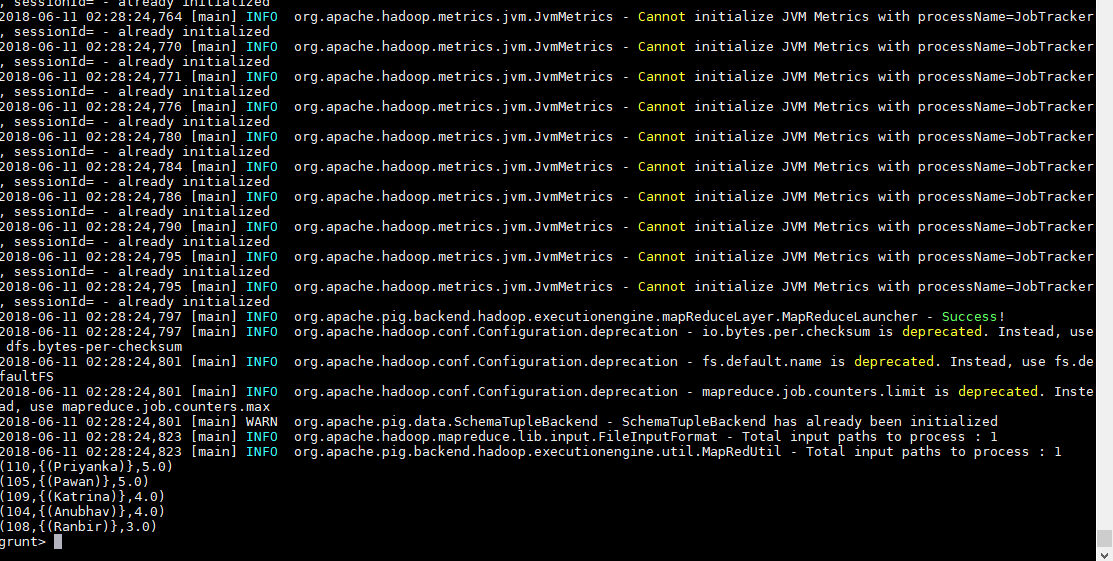 , sessionId= - already initialized
2018-06-11 02:28:24,764 [main] INFO  org.apache.hadoop.metrics.jvm.JvmMetrics - Cannot initialize JVM Metrics with processName=JobTracker
, sessionId= - already initialized
2018-06-11 02:28:24,770 [main] INFO  org.apache.hadoop.metrics.jvm.JvmMetrics - Cannot initialize JVM Metrics with processName=JobTracker
, sessionId= - already initialized
2018-06-11 02:28:24,771 [main] INFO  org.apache.hadoop.metrics.jvm.JvmMetrics - Cannot initialize JVM Metrics with processName=JobTracker
, sessionId= - already initialized
2018-06-11 02:28:24,776 [main] INFO  org.apache.hadoop.metrics.jvm.JvmMetrics - Cannot initialize JVM Metrics with processName=JobTracker
, sessionId= - already initialized
2018-06-11 02:28:24,780 [main] INFO  org.apache.hadoop.metrics.jvm.JvmMetrics - Cannot initialize JVM Metrics with processName=JobTracker
, sessionId= - already initialized
2018-06-11 02:28:24,784 [main] INFO  org.apache.hadoop.metrics.jvm.JvmMetrics - Cannot initialize JVM Metrics with processName=JobTracker
, sessionId= - already initialized
2018-06-11 02:28:24,786 [main] INFO  org.apache.hadoop.metrics.jvm.JvmMetrics - Cannot initialize JVM Metrics with processName=JobTracker
, sessionId= - already initialized
2018-06-11 02:28:24,790 [main] INFO  org.apache.hadoop.metrics.jvm.JvmMetrics - Cannot initialize JVM Metrics with processName=JobTracker
, sessionId= - already initialized
2018-06-11 02:28:24,795 [main] INFO  org.apache.hadoop.metrics.jvm.JvmMetrics - Cannot initialize JVM Metrics with processName=JobTracker
, sessionId= - already initialized
2018-06-11 02:28:24,795 [main] INFO  org.apache.hadoop.metrics.jvm.JvmMetrics - Cannot initialize JVM Metrics with processName=JobTracker
, sessionId= - already initialized
2018-06-11 02:28:24,797 [main] INFO  org.apache.pig.backend.hadoop.executionengine.mapReduceLayer.MapReduceLauncher - Success!
2018-06-11 02:28:24,797 [main] INFO  org.apache.hadoop.conf.Configuration.deprecation - io.bytes.per.checksum is deprecated. Instead, use
 dfs.bytes-per-checksum
2018-06-11 02:28:24,801 [main] INFO  org.apache.hadoop.conf.Configuration.deprecation - fs.default.name is deprecated. Instead, use fs.de
faultFS
2018-06-11 02:28:24,801 [main] INFO  org.apache.hadoop.conf.Configuration.deprecation - mapreduce.job.counters.limit is deprecated. Inste
ad, use mapreduce.job.counters.max
2018-06-11 02:28:24,801 [main] WARN  org.apache.pig.data.SchemaTupleBackend - SchemaTupleBackend has already been initialized
2018-06-11 02:28:24,823 [main] INFO  org.apache.hadoop.mapreduce.lib.input.FileInputFormat - Total input paths to process : 1
2018-06-11 02:28:24,823 [main] INFO  org.apache.pig.backend.hadoop.executionengine.util.MapRedUtil - Total input paths to process : 1
(110,{(Priyanka)},5.0)
(105,{(Pawan)},5.0)
(109,{(Katrina)},4.0)
(104,{(Anubhav)},4.0)
(108,{(Ranbir)},3.0)
grunt>